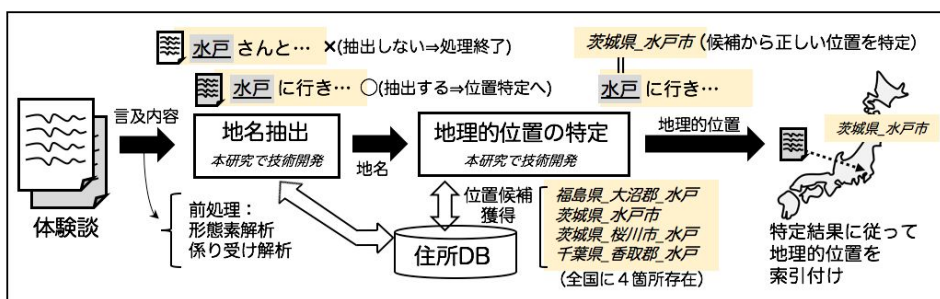 水戸 さんと… ×(抽出しない⇒処理終了)
水戸 に行き… ○(抽出する⇒位置特定へ)
茨城県_水戸市 (候補から正しい位置を特定)
=
水戸 に行き…
言及内容
地名抽出
本研究で技術開発
地名
地理的位置の特定
本研究で技術開発
地理的位置
茨城県_水戸市
体験談
前処理：
形態素解析
係り受け解析
位置候補
獲得
住所DB
福島県_大沼郡_水戸
茨城県_水戸市
茨城県_桜川市_水戸
千葉県_香取郡_水戸
(全国に４箇所存在)
特定結果に従って
地理的位置を
索引付け